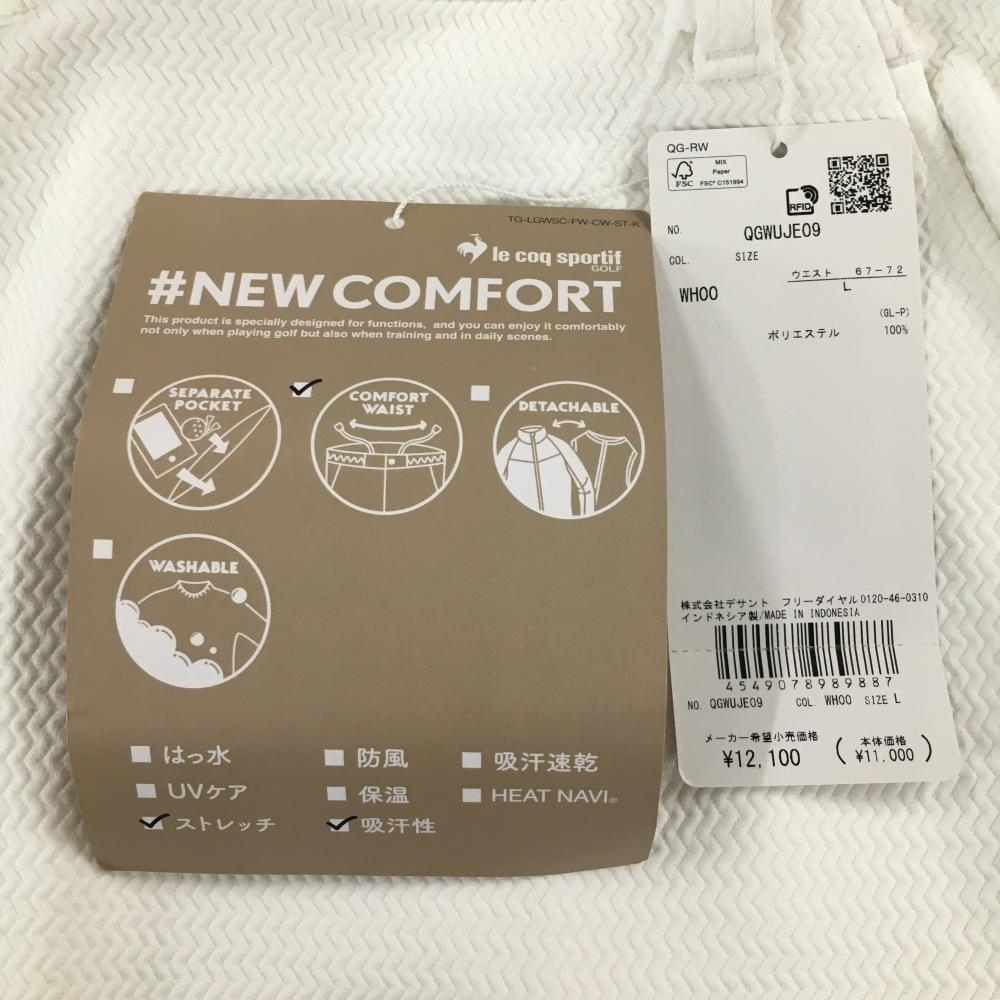 TG-LGWSC-FW-CW-ST-K
le coq sportif
GOLF
#NEW COMFORT
This product is specially designed for functions, and you can enjoy it comfortably
not only when playing golf but also when training and in daily scenes.
SEPARATE
POCKET
COMFORT
WAIST
DETACHABLE
WASHABLE
はっ水
防風
吸汗速乾
UVケア
保温
HEAT NAVI®
ストレッチ
吸汗性
QG-RW
FSC
MIX
Paper
FSC® C151994
RFID
NO. QGWUJE09
COL. SIZE
WH00
ウエスト 67-72
L
(GL-P)
ポリエステル 100%
株式会社デサント フリーダイヤル0120-46-0310
インドネシア製/MADE IN INDONESIA
4549078989887
NO. QGWUJE09 COL. WH00 SIZE L
メーカー希望小売価格
¥12,100
(本体価格
¥11,000)